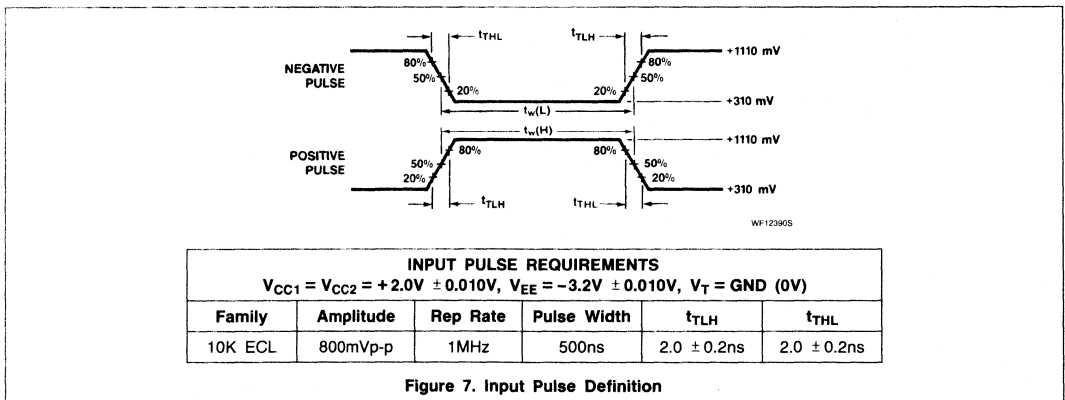 tTHL tTLH
+1110 mV
80% 80%
NEGATIVE PULSE
50% 50%
20% 20%
+310 mV
tw(L)
tw(H)
+1110 mV
80% 80%
POSITIVE PULSE
50% 50%
20% 20%
+310 mV
tTLH tTHL
WF12390S
INPUT PULSE REQUIREMENTS
VCC1 = VCC2 = +2.0V ±0.010V, VEE = −3.2V ±0.010V, VT = GND (0V)
Family Amplitude Rep Rate Pulse Width tTLH tTHL
10K ECL 800mVp-p 1MHz 500ns 2.0 ±0.2ns 2.0 ±0.2ns
Figure 7. Input Pulse Definition